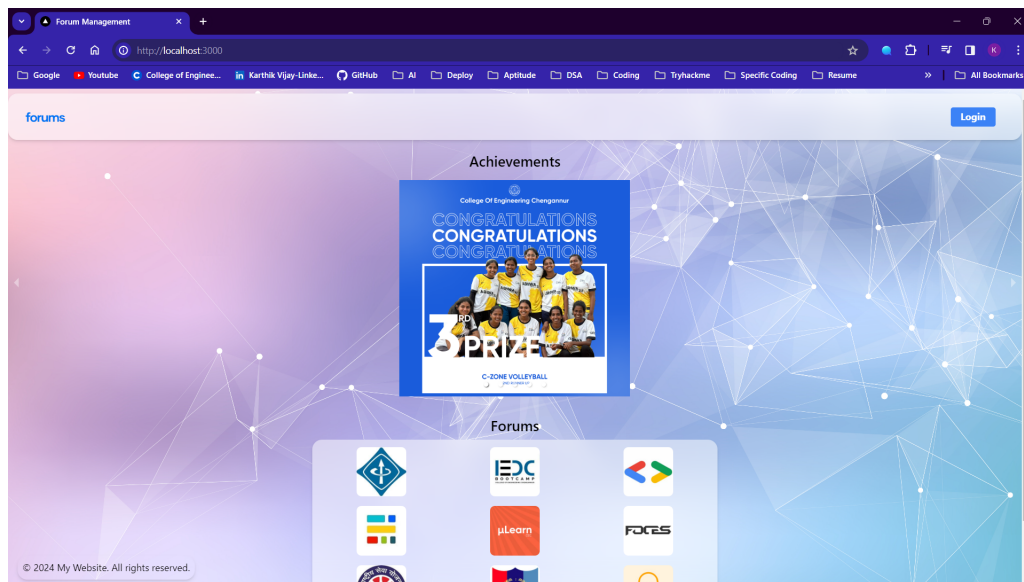 Forum Management
http://localhost:3000
K
Google
Youtube
College of Enginee...
Karthik Vijay-Linke...
GitHub
AI
Deploy
Aptitude
DSA
Coding
Tryhackme
Specific Coding
Resume
»
All Bookmarks
forums
Login
Achievements
College Of Engineering Chengannur
CONGRATULATIONS
CONGRATULATIONS
CONGRATULATIONS
3RD
PRIZE
C-ZONE VOLLEYBALL
Forums
IEDC
BOOTCAMP
µLearn
FOCES
© 2024 My Website. All rights reserved.